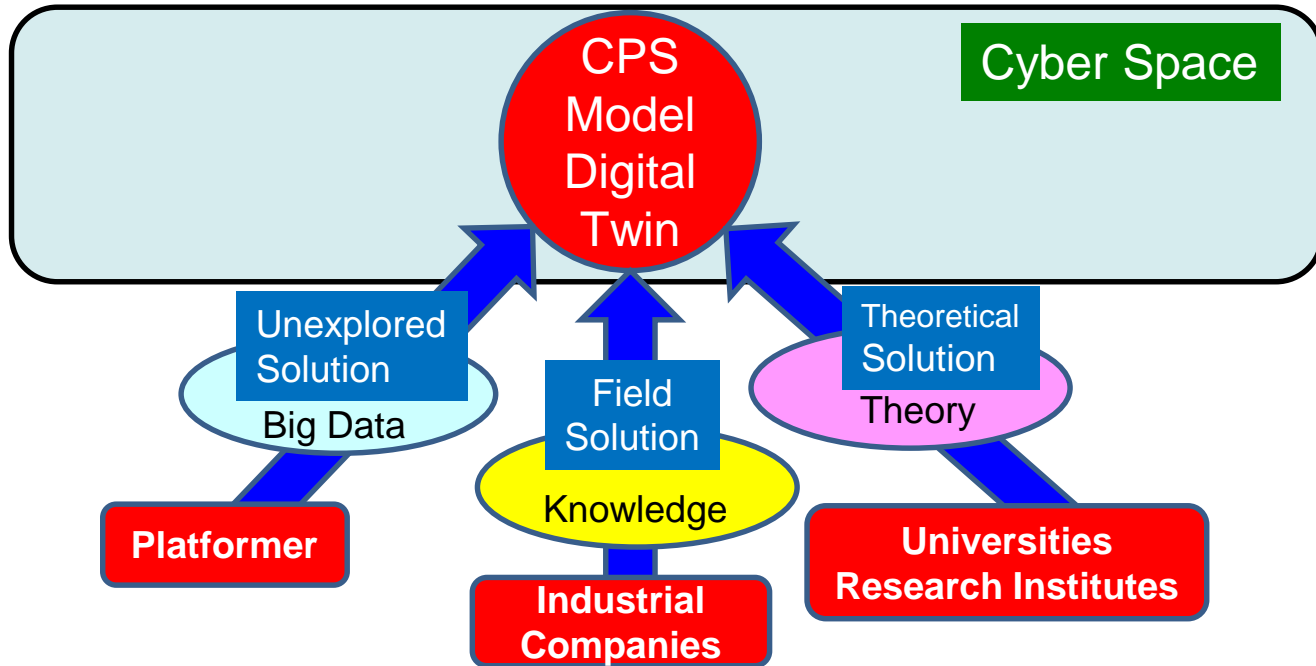 CPS
Model
Digital
Twin
Cyber Space
Unexplored
Solution
Big Data
Field
Solution
Knowledge
Theoretical
Solution
Theory
Platformer
Industrial
Companies
Universities
Research Institutes